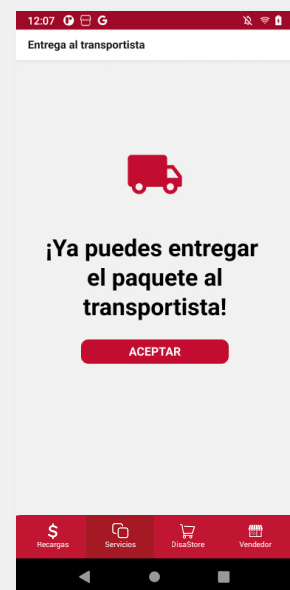 12:07
Entrega al transportista
¡Ya puedes entregar
el paquete al
transportista!
ACEPTAR
Recargas Servicios DisaStore Vendedor